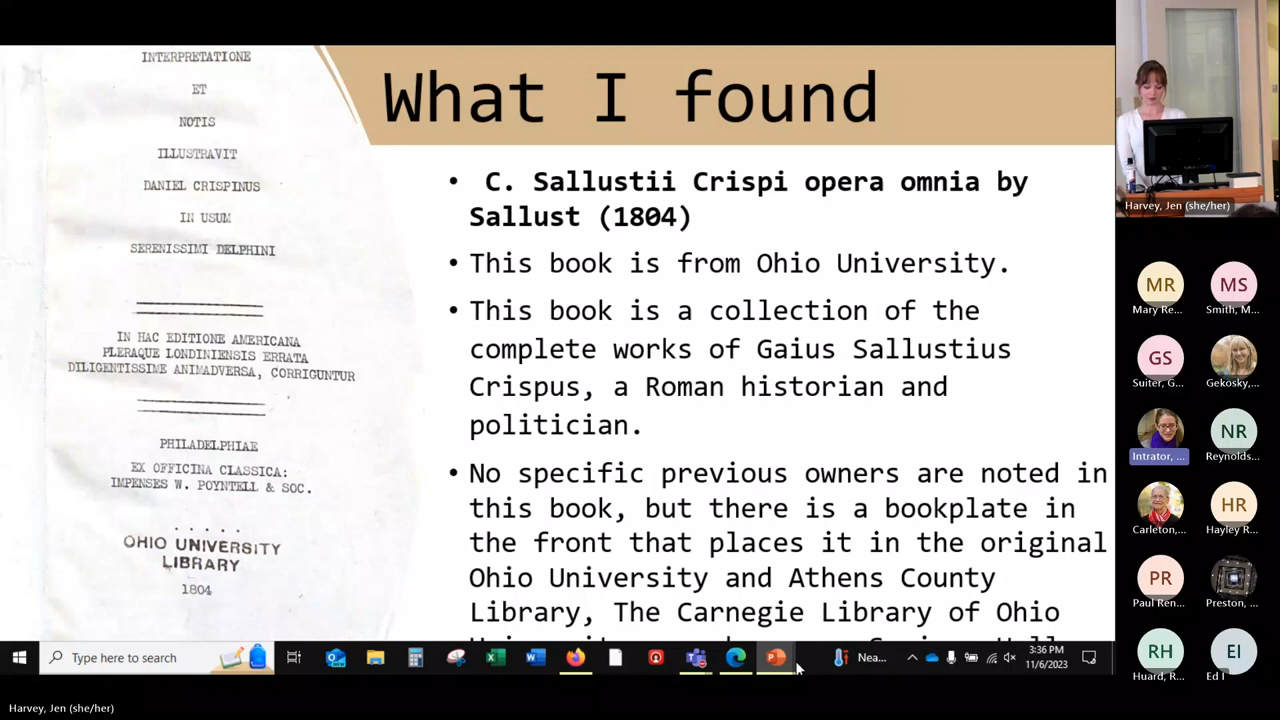 INTERPRETATIONE
ET
NOTIS
ILLUSTRAVIT
DANIEL CRISPINUS
IN USUM
SERENISSIMI DELPHINI
IN HAC EDITIONE AMERICANA
PLERAQUE LONDINIENSIS ERRATA
DILIGENTISSIME ANIMADVERSA, CORRIGUNTUR
PHILADELPHIAE
EX OFFICINA CLASSICA:
IMPENSES W. POYNTELL & SOC.
.....
OHIO UNIVERSITY
LIBRARY
1804
What I found
• C. Sallustii Crispi opera omnia by
Sallust (1804)
• This book is from Ohio University.
• This book is a collection of the
complete works of Gaius Sallustius
Crispus, a Roman historian and
politician.
• No specific previous owners are noted in
this book, but there is a bookplate in
the front that places it in the original
Ohio University and Athens County
Library, The Carnegie Library of Ohio
Harvey, Jen (she/her)
MR
MS
Mary Re...
Smith, M...
GS
Suiter, G...
Gekosky,...
NR
Intrator, ...
Reynolds...
HR
Carleton,...
Hayley R...
PR
Paul Ren...
Preston, ...
RH
EI
Huard, R...
Ed I
Type here to search
Nea...
3:36 PM
11/6/2023
Harvey, Jen (she/her)